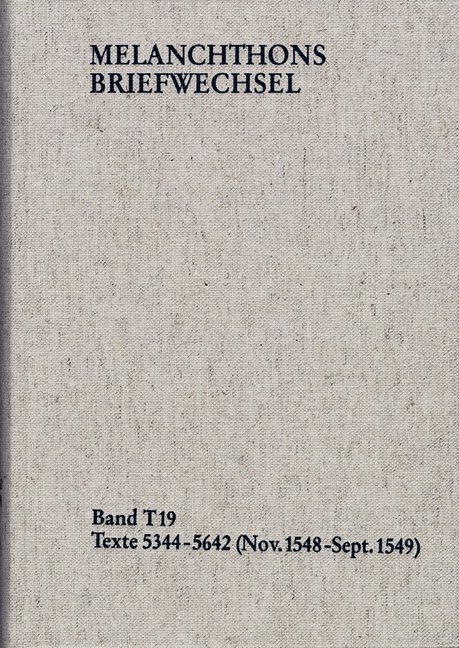 MELANCHTHONS
BRIEFWECHSEL
Band T19
Texte 5344-5642 (Nov. 1548-Sept. 1549)